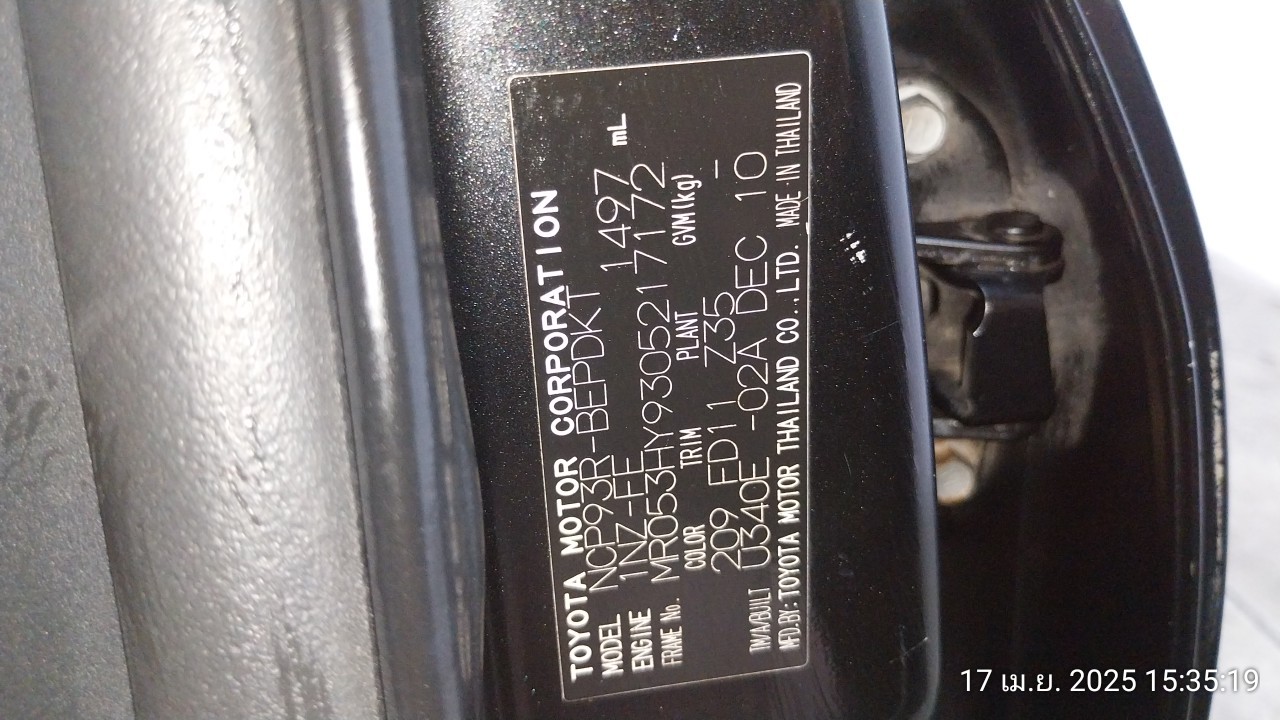 TOYOTA MOTOR CORPORATION
MODEL NCP93R-BEPDKT
ENGINE 1NZ-FE 1497 mL
FRAME No. MR053HY9305217172
COLOR TRIM PLANT GVM(kg)
209 FD11 Z35 -
TM/A/BUILT U340E -02A DEC 10
MFD.BY:TOYOTA MOTOR THAILAND CO.,LTD. MADE IN THAILAND
17 เม.ย. 2025 15:35:19